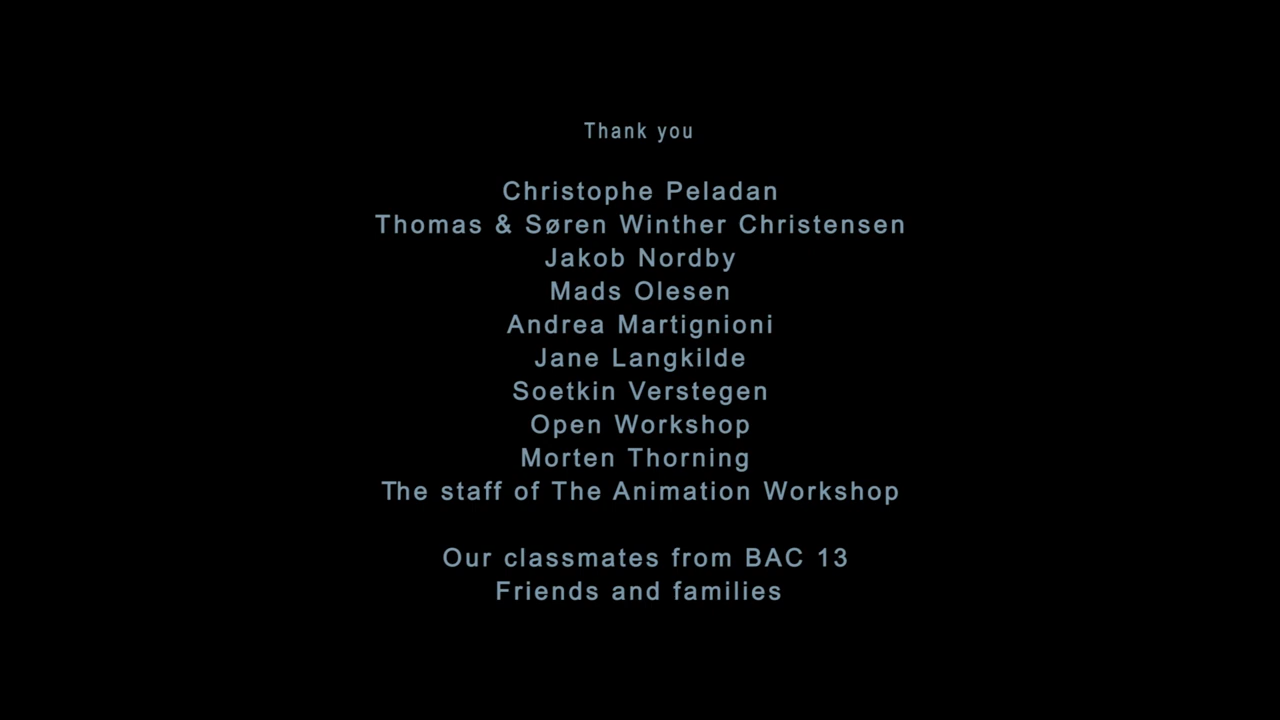 Thank you
Christophe Peladan
Thomas & Søren Winther Christensen
Jakob Nordby
Mads Olesen
Andrea Martignioni
Jane Langkilde
Soetkin Verstegen
Open Workshop
Morten Thorning
The staff of The Animation Workshop
Our classmates from BAC 13
Friends and families